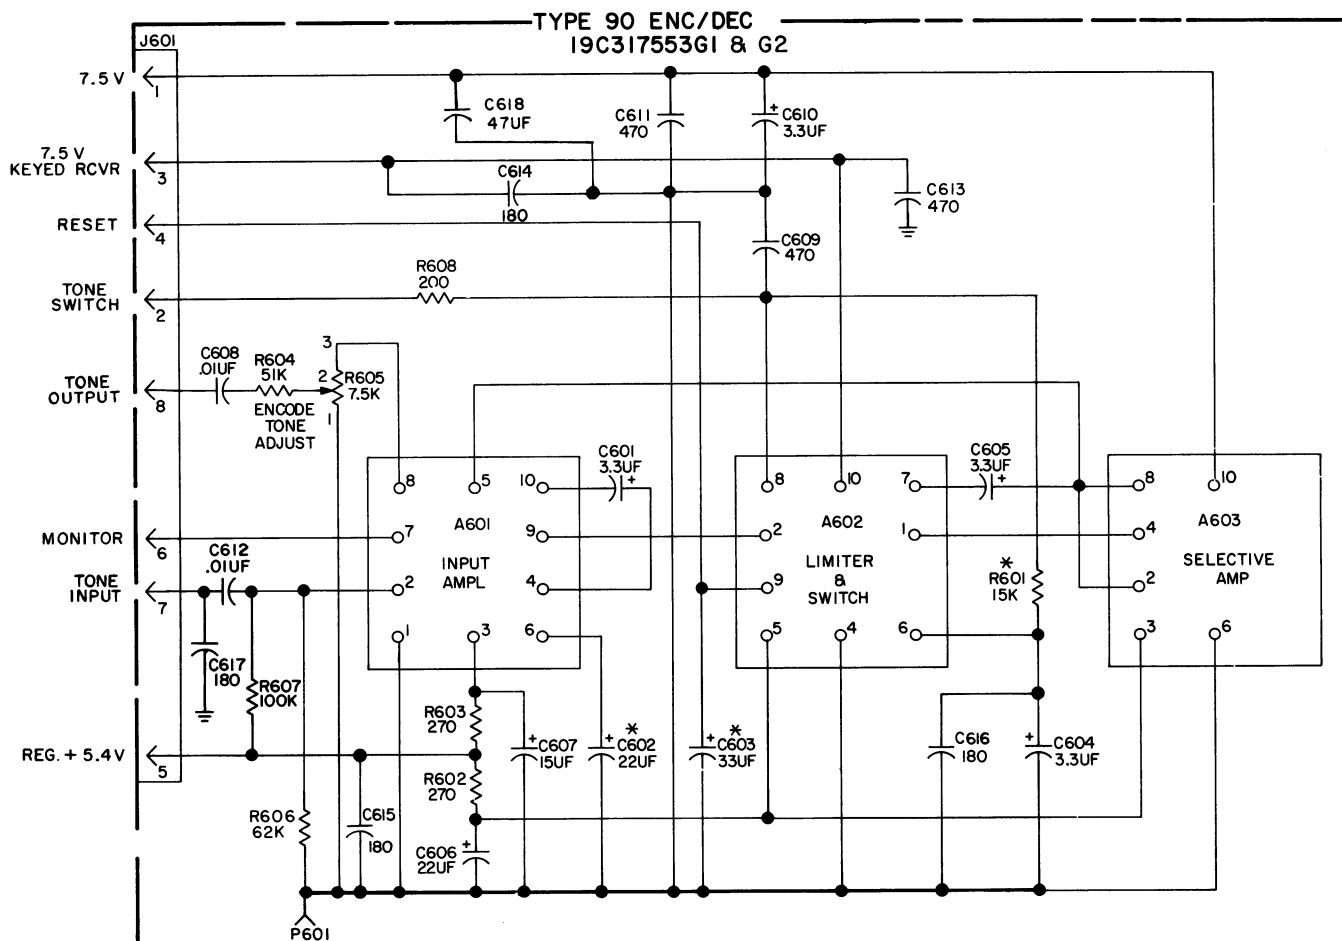 TYPE 90 ENC/DEC
19C317553G1 & G2
J601
7.5 V
1
C618
47UF
C611
470
+
C610
3.3UF
7.5 V
KEYED RCVR
3
C614
180
C613
470
RESET
4
C609
470
R608
200
TONE
SWITCH
2
C608
.01UF
R604
51K
3
2
R605
7.5K
1
TONE
OUTPUT
8
ENCODE
TONE
ADJUST
C601
3.3UF
+
C605
3.3UF
+
8
5
10
7
A601
9
INPUT
AMPL
2
4
1
3
6
8
10
7
2
A602
1
LIMITER
&
SWITCH
9
5
4
6
8
10
A603
4
SELECTIVE
AMP
2
3
6
MONITOR
6
C612
.01UF
TONE
INPUT
7
*
R601
15K
C617
180
R607
100K
R603
270
+
C607
15UF
*
+
C602
22UF
*
+
C603
33UF
C616
180
+
C604
3.3UF
REG. + 5.4V
5
R602
270
R606
62K
C615
180
+
C606
22UF
P601